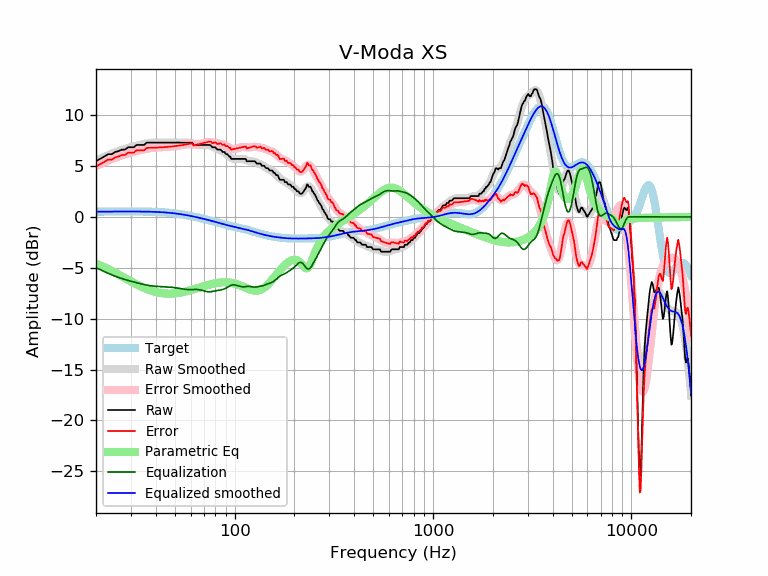 V-Moda XS
10
5
0
−5
−10
−15
−20
−25
Amplitude (dBr)
Target
Raw Smoothed
Error Smoothed
Raw
Error
Parametric Eq
Equalization
Equalized smoothed
100
1000
10000
Frequency (Hz)